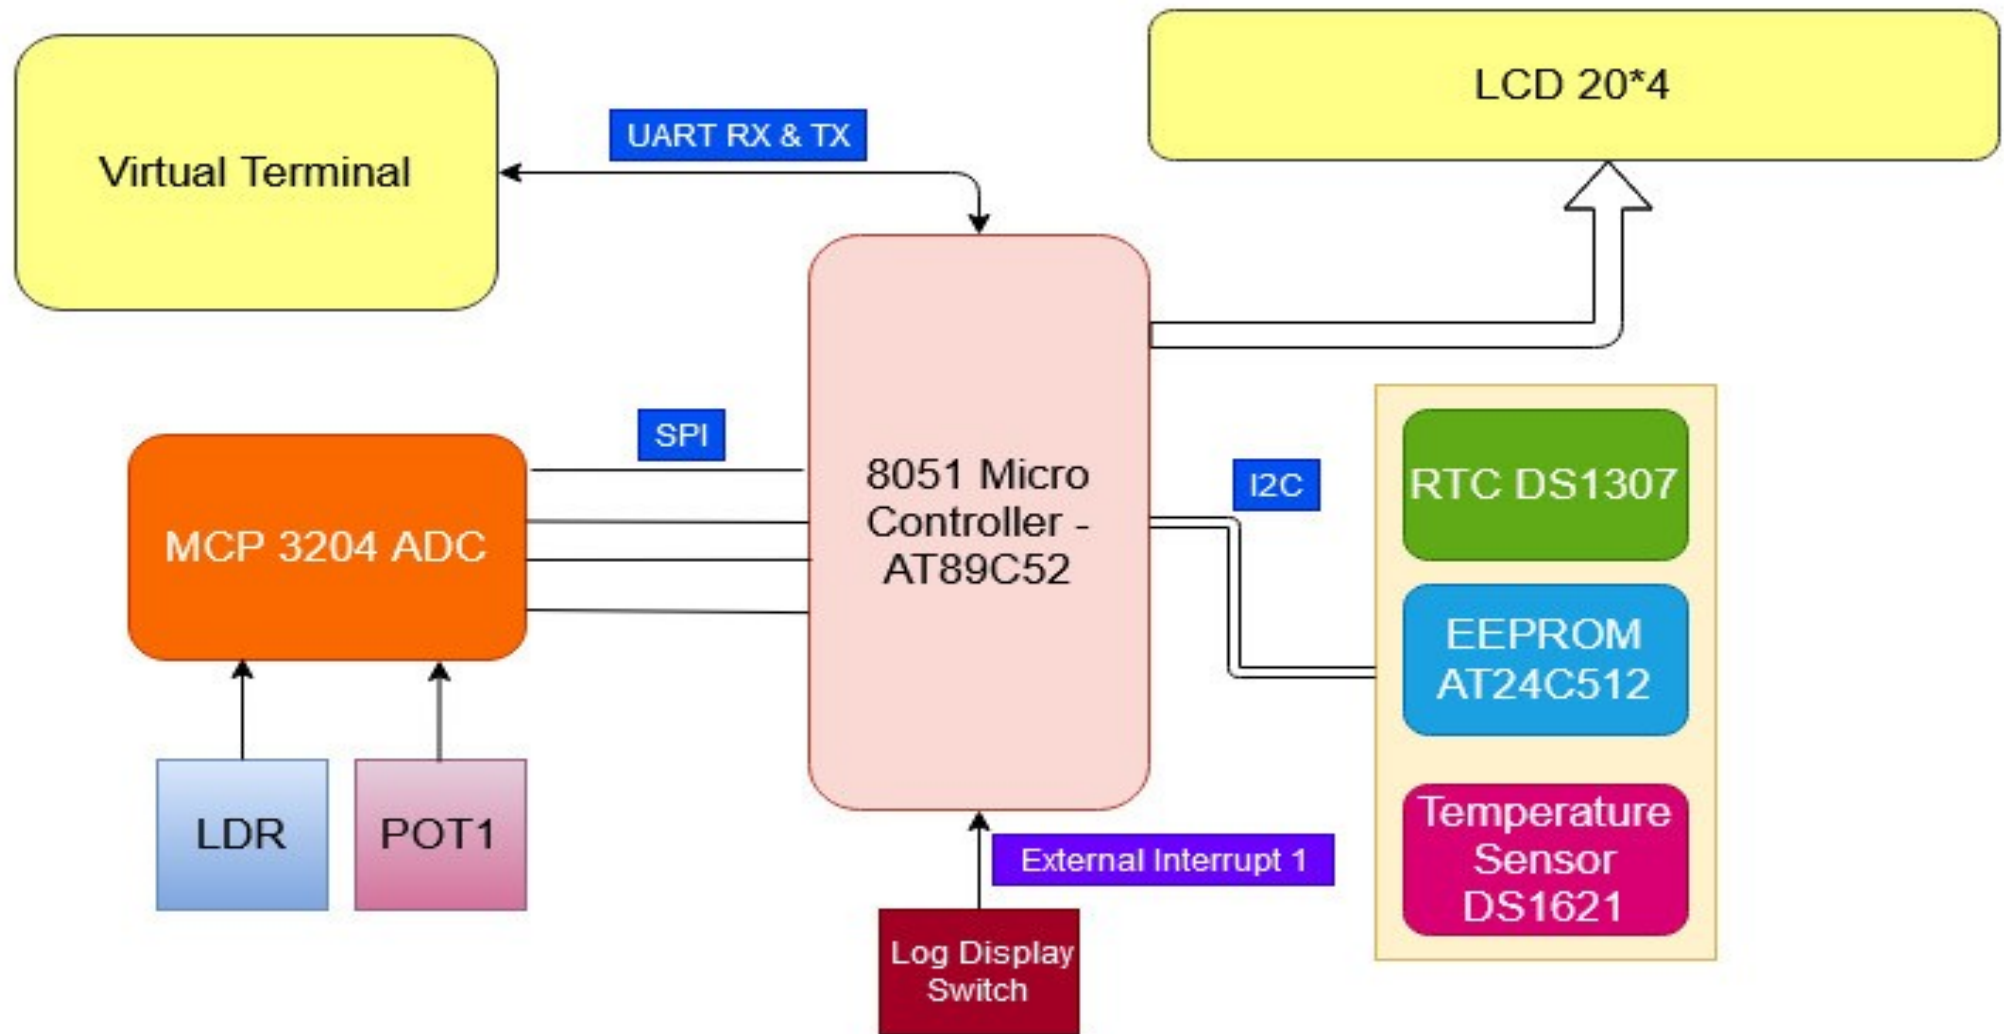 LCD 20*4
UART RX & TX
Virtual Terminal
SPI
8051 Micro
Controller -
AT89C52
I2C
RTC DS1307
MCP 3204 ADC
EEPROM
AT24C512
LDR
POT1
Temperature
Sensor
DS1621
External Interrupt 1
Log Display
Switch